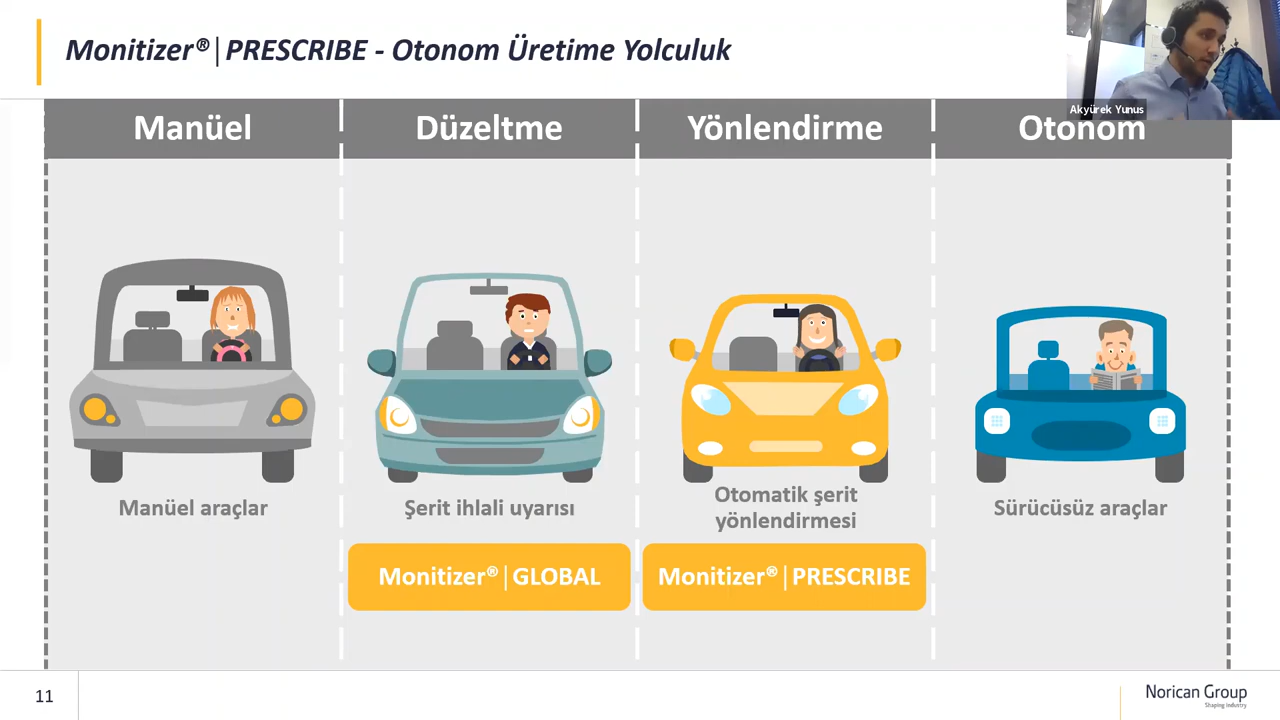 Monitizer®|PRESCRIBE - Otonom Üretime Yolculuk
Akyürek Yunus
Manüel
Düzeltme
Yönlendirme
Otonom
Manüel araçlar
Şerit ihlali uyarısı
Otomatik şerit
yönlendirmesi
Sürücüsüz araçlar
Monitizer®|GLOBAL
Monitizer®|PRESCRIBE
11
Norican Group
Shaping Industry